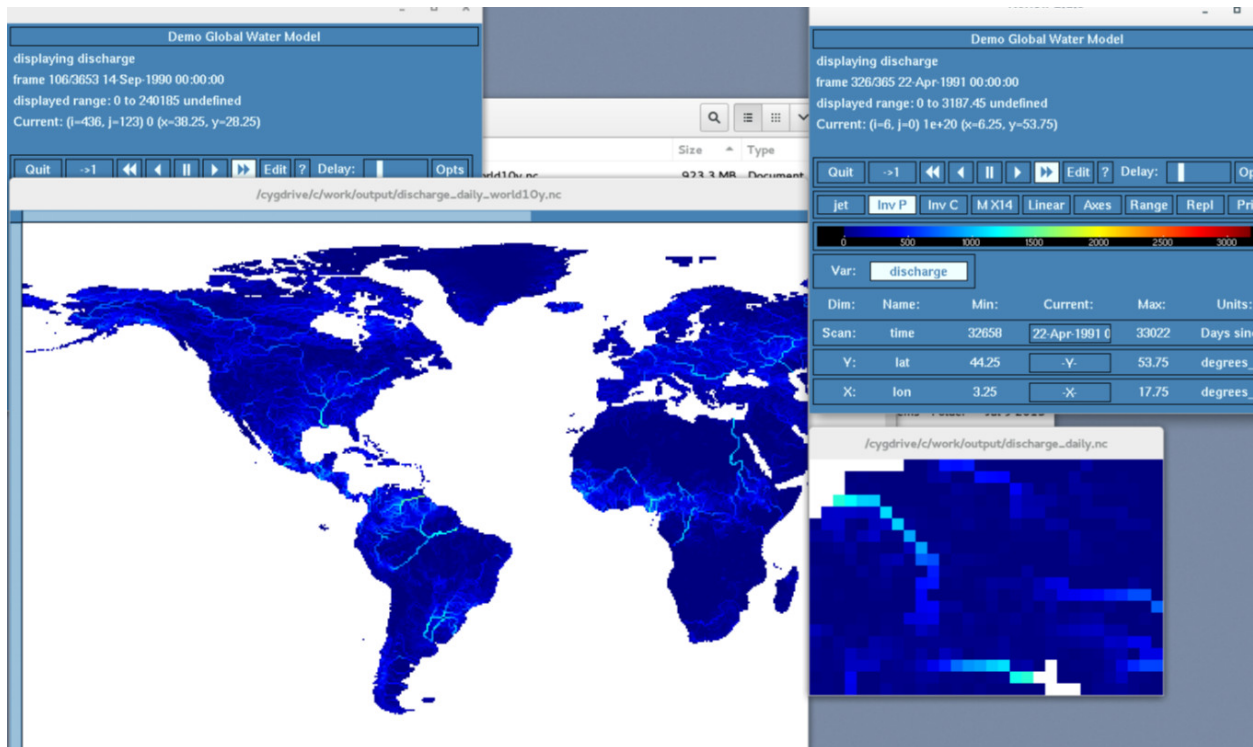 Demo Global Water Model
displaying discharge
frame 106/3653 14-Sep-1990 00:00:00
displayed range: 0 to 240185 undefined
Current: (i=436, j=123) 0 (x=38.25, y=28.25)
Quit ->1 Edit ? Delay: Opts
Size Type
rld10y.nc 923.3 MB Document
/cygdrive/c/work/output/discharge_daily_world10y.nc
Demo Global Water Model
displaying discharge
frame 326/365 22-Apr-1991 00:00:00
displayed range: 0 to 3187.45 undefined
Current: (i=6, j=0) 1e+20 (x=6.25, y=53.75)
Quit ->1 Edit ? Delay: Op
jet Inv P Inv C M X14 Linear Axes Range Repl Pri
0 500 1000 1500 2000 2500 3000
Var: discharge
Dim: Name: Min: Current: Max: Units:
Scan: time 32658 22-Apr-1991 0 33022 Days sinc
Y: lat 44.25 -Y- 53.75 degrees_
X: lon 3.25 -X- 17.75 degrees_
/cygdrive/c/work/output/discharge_daily.nc